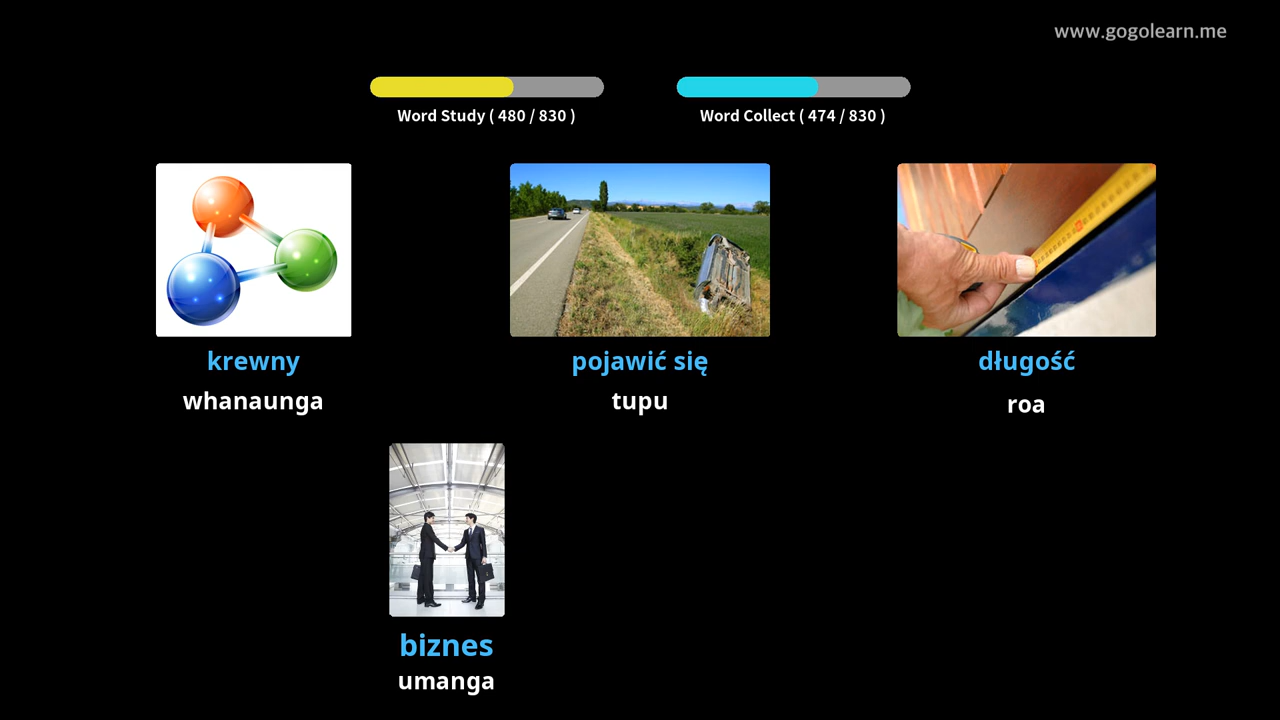 www.gogolearn.me
Word Study ( 480 / 830 )
Word Collect ( 474 / 830 )
krewny
whanaunga
pojawić się
tupu
długość
roa
biznes
umanga